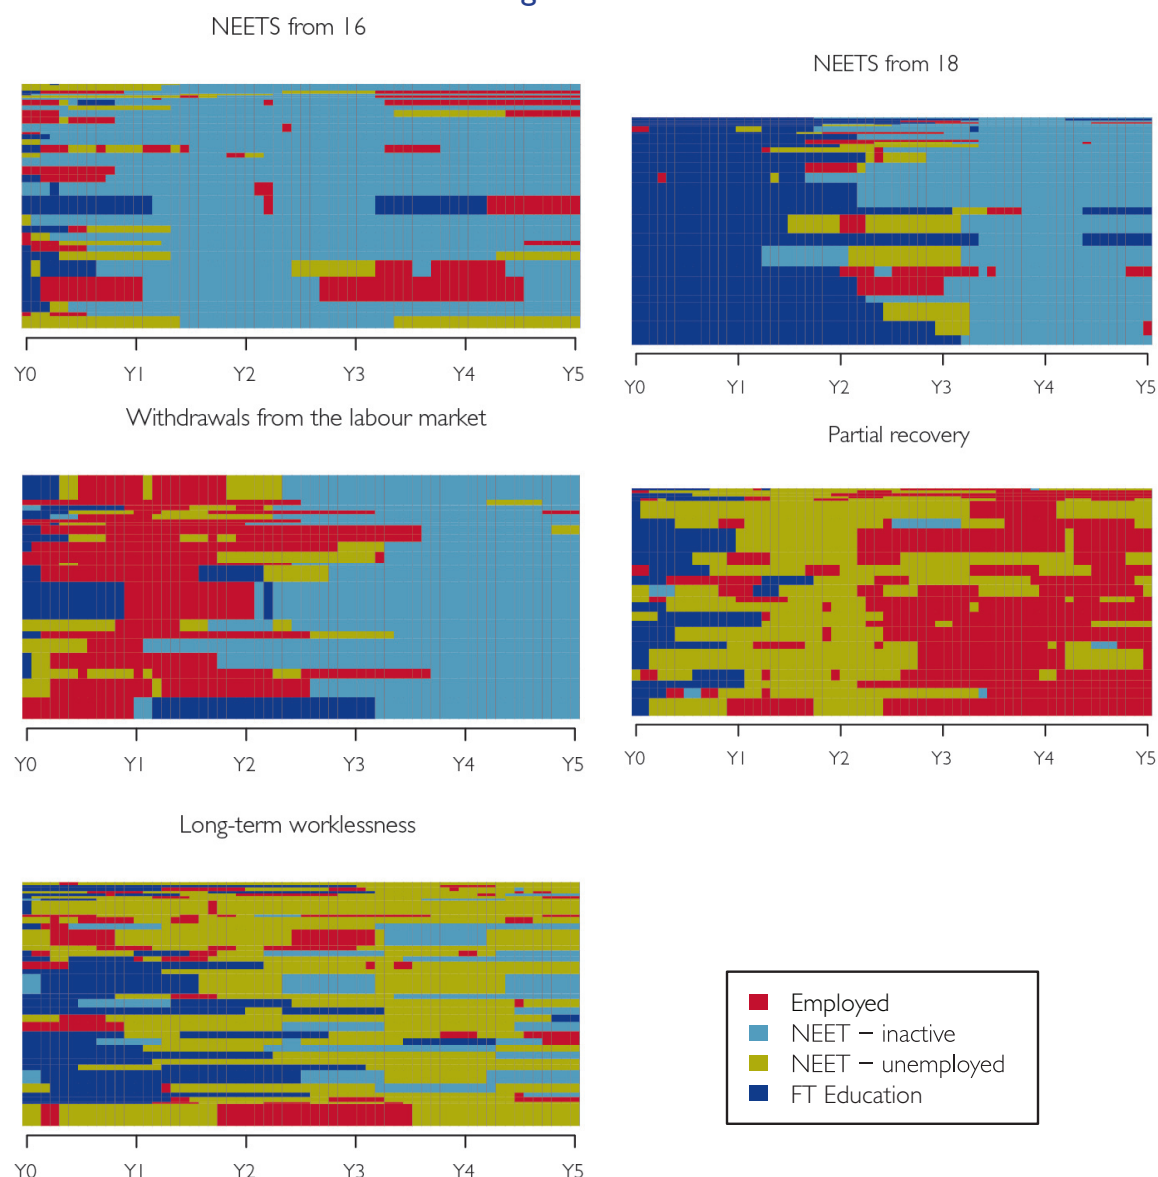 NEETS from 16
Y0 Y1 Y2 Y3 Y4 Y5
NEETS from 18
Y0 Y1 Y2 Y3 Y4 Y5
Withdrawals from the labour market
Y0 Y1 Y2 Y3 Y4 Y5
Partial recovery
Y0 Y1 Y2 Y3 Y4 Y5
Long-term worklessness
Y0 Y1 Y2 Y3 Y4 Y5
Employed
NEET – inactive
NEET – unemployed
FT Education